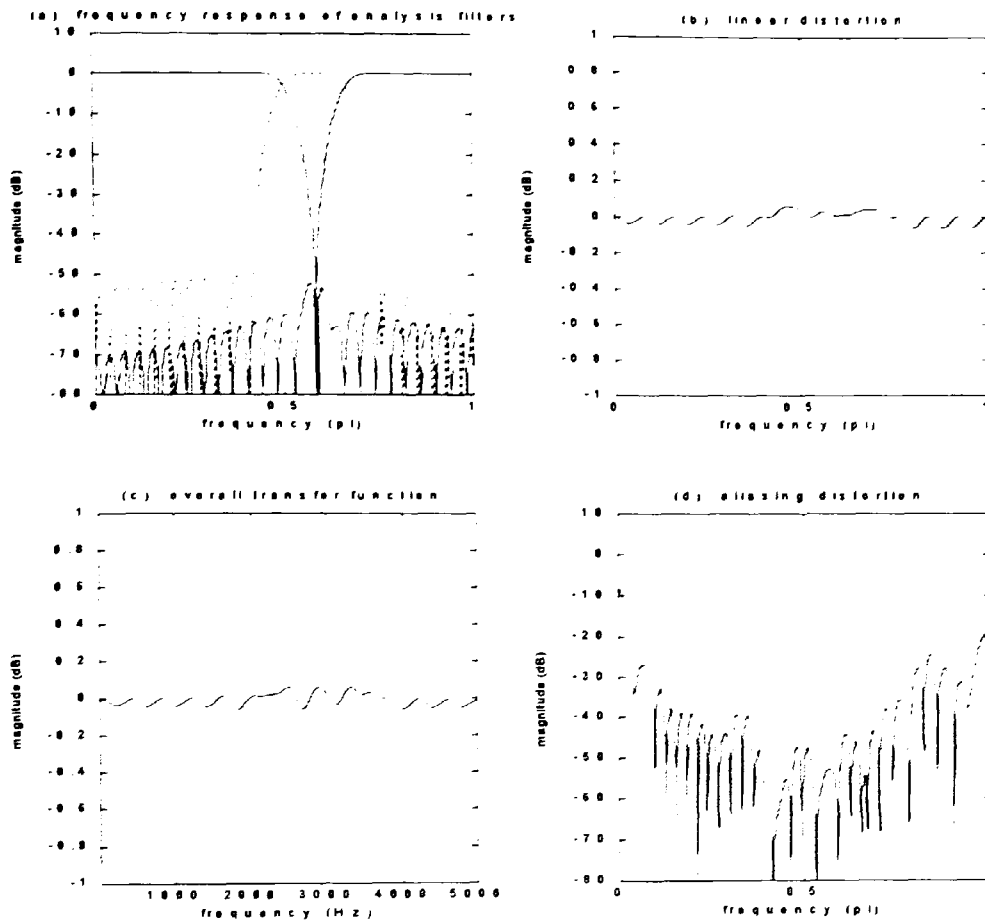 (a) frequency response of analysis filters
10
0
-10
-20
-30
-40
-50
-60
-70
-80
magnitude (dB)
0 0.5 1
frequency (pi)
(b) linear distortion
1
0.8
0.6
0.4
0.2
0
-0.2
-0.4
-0.6
-0.8
-1
magnitude (dB)
0 0.5 1
frequency (pi)
(c) overall transfer function
1
0.8
0.6
0.4
0.2
0
-0.2
-0.4
-0.6
-0.8
-1
magnitude (dB)
1000 2000 3000 4000 5000
frequency (Hz)
(d) aliasing distortion
10
0
-10
-20
-30
-40
-50
-60
-70
-80
magnitude (dB)
0 0.5
frequency (pi)